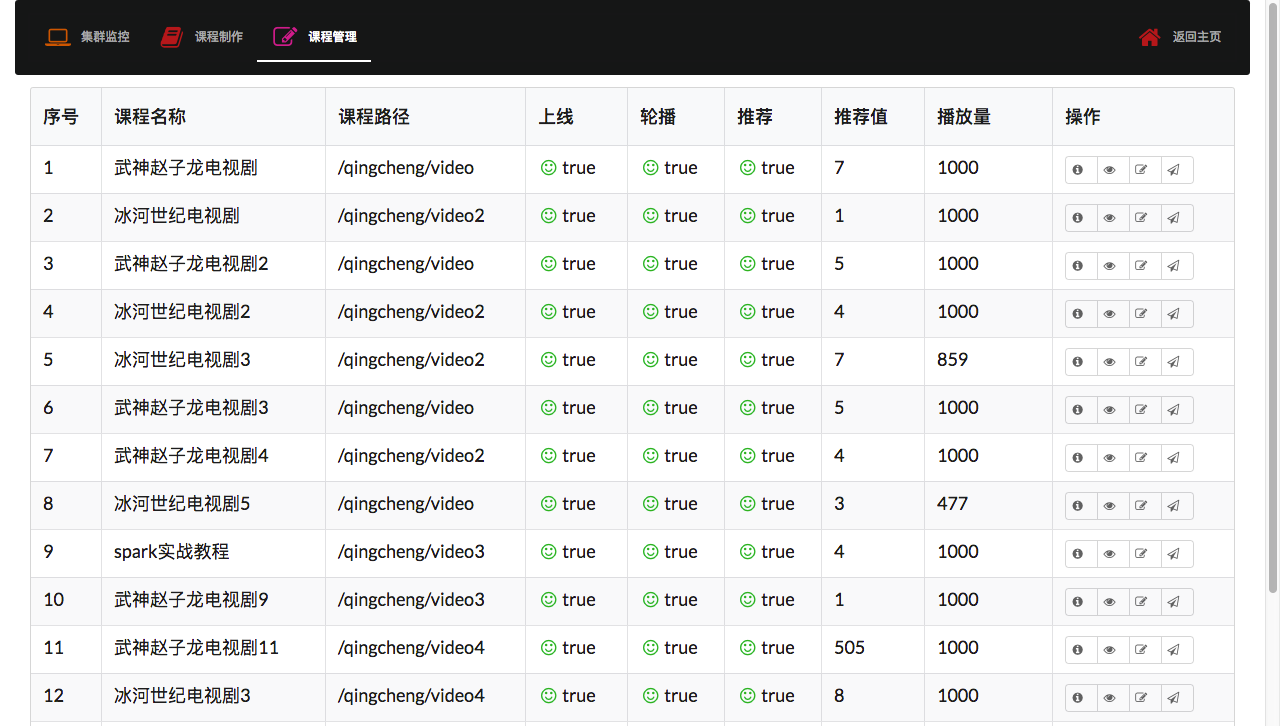 集群监控 课程制作 课程管理 返回主页
序号 课程名称 课程路径 上线 轮播 推荐 推荐值 播放量 操作
1 武神赵子龙电视剧 /qingcheng/video true true true 7 1000
2 冰河世纪电视剧 /qingcheng/video2 true true true 1 1000
3 武神赵子龙电视剧2 /qingcheng/video true true true 5 1000
4 冰河世纪电视剧2 /qingcheng/video2 true true true 4 1000
5 冰河世纪电视剧3 /qingcheng/video2 true true true 7 859
6 武神赵子龙电视剧3 /qingcheng/video true true true 5 1000
7 武神赵子龙电视剧4 /qingcheng/video2 true true true 4 1000
8 冰河世纪电视剧5 /qingcheng/video true true true 3 477
9 spark实战教程 /qingcheng/video3 true true true 4 1000
10 武神赵子龙电视剧9 /qingcheng/video3 true true true 1 1000
11 武神赵子龙电视剧11 /qingcheng/video4 true true true 505 1000
12 冰河世纪电视剧3 /qingcheng/video4 true true true 8 1000